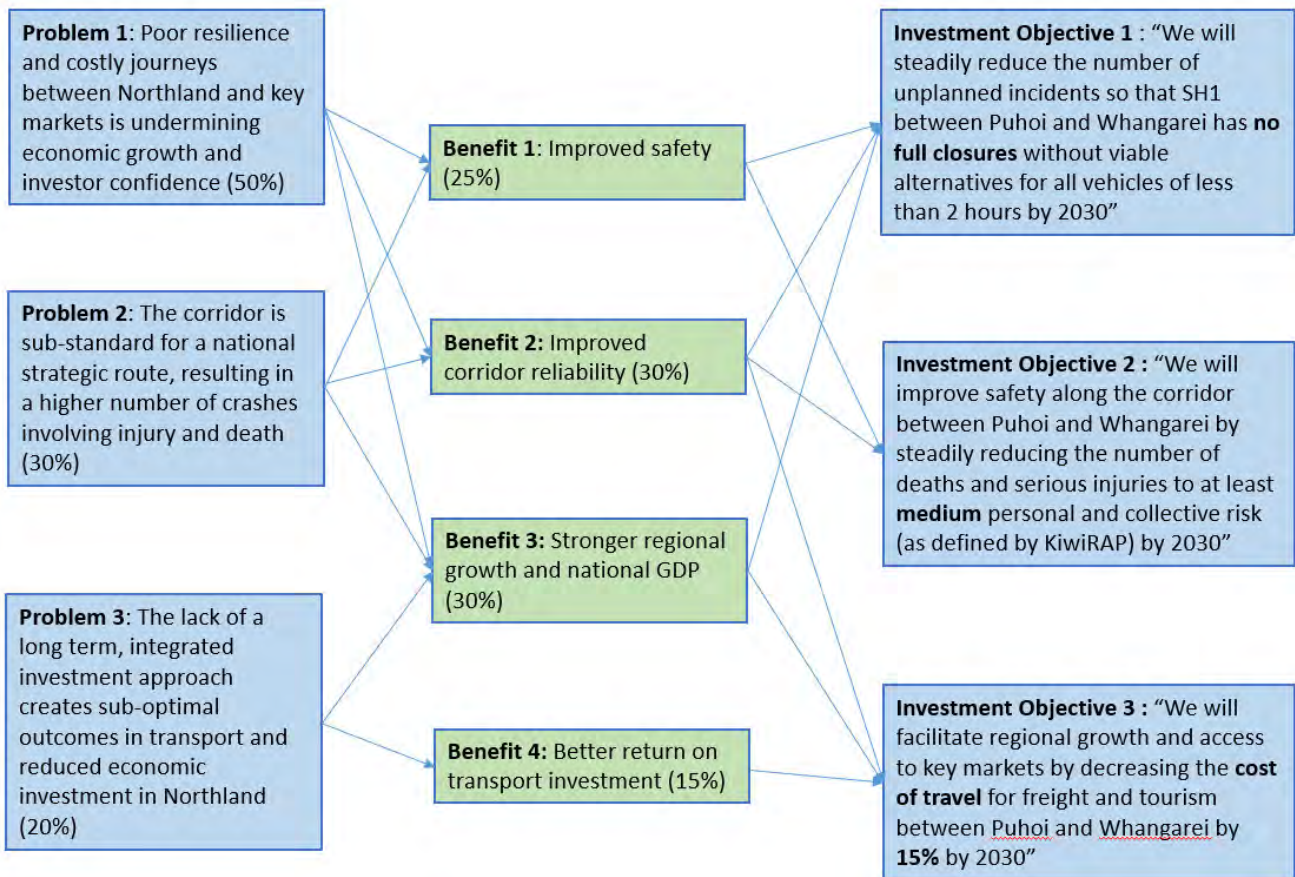 Problem 1: Poor resilience
and costly journeys
between Northland and key
markets is undermining
economic growth and
investor confidence (50%)
Problem 2: The corridor is
sub-standard for a national
strategic route, resulting in
a higher number of crashes
involving injury and death
(30%)
Problem 3: The lack of a
long term, integrated
investment approach
creates sub-optimal
outcomes in transport and
reduced economic
investment in Northland
(20%)
Benefit 1: Improved safety
(25%)
Benefit 2: Improved
corridor reliability (30%)
Benefit 3: Stronger regional
growth and national GDP
(30%)
Benefit 4: Better return on
transport investment (15%)
Investment Objective 1 : “We will
steadily reduce the number of
unplanned incidents so that SH1
between Puhoi and Whangarei has no
full closures without viable
alternatives for all vehicles of less
than 2 hours by 2030”
Investment Objective 2 : “We will
improve safety along the corridor
between Puhoi and Whangarei by
steadily reducing the number of
deaths and serious injuries to at least
medium personal and collective risk
(as defined by KiwiRAP) by 2030”
Investment Objective 3 : “We will
facilitate regional growth and access
to key markets by decreasing the cost
of travel for freight and tourism
between Puhoi and Whangarei by
15% by 2030”